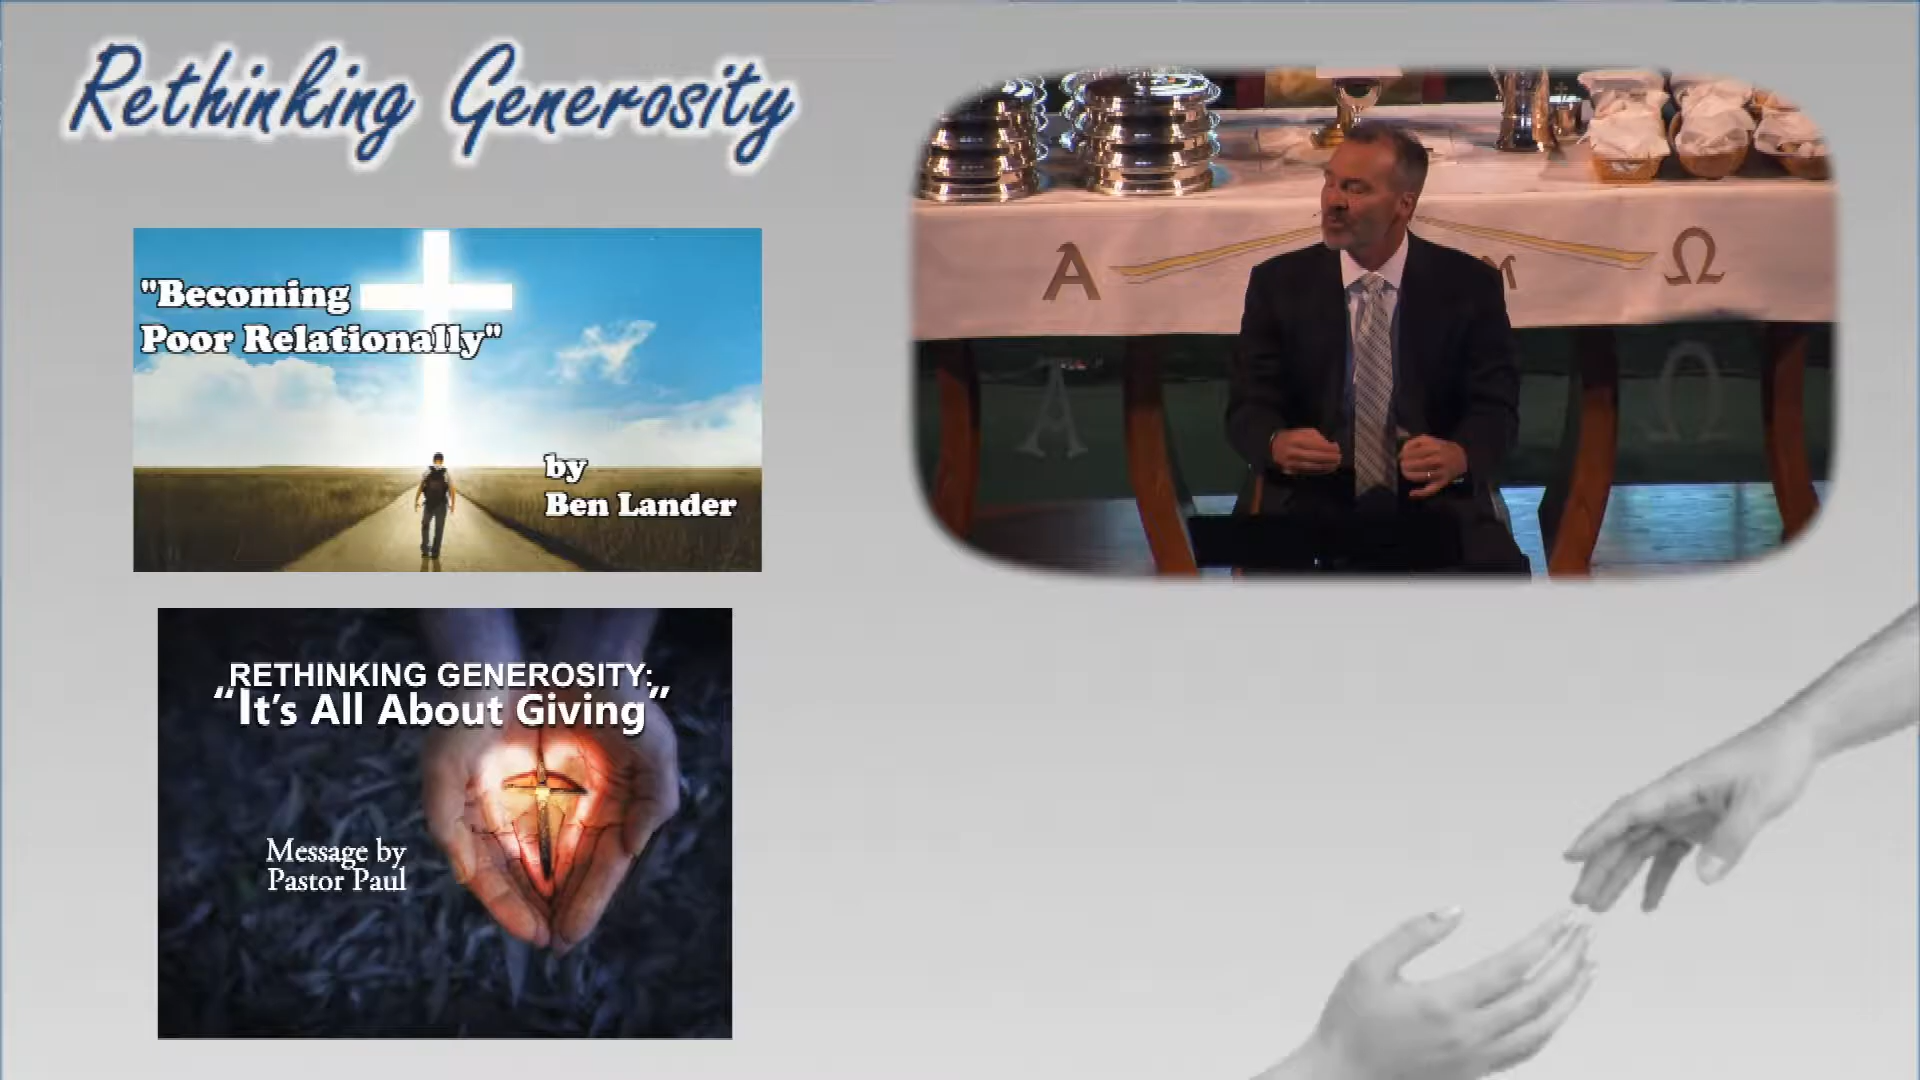 Rethinking Generosity
"Becoming
Poor Relationally"
by
Ben Lander
RETHINKING GENEROSITY:
“It’s All About Giving”
Message by
Pastor Paul
Α
Ω
Α
Ω